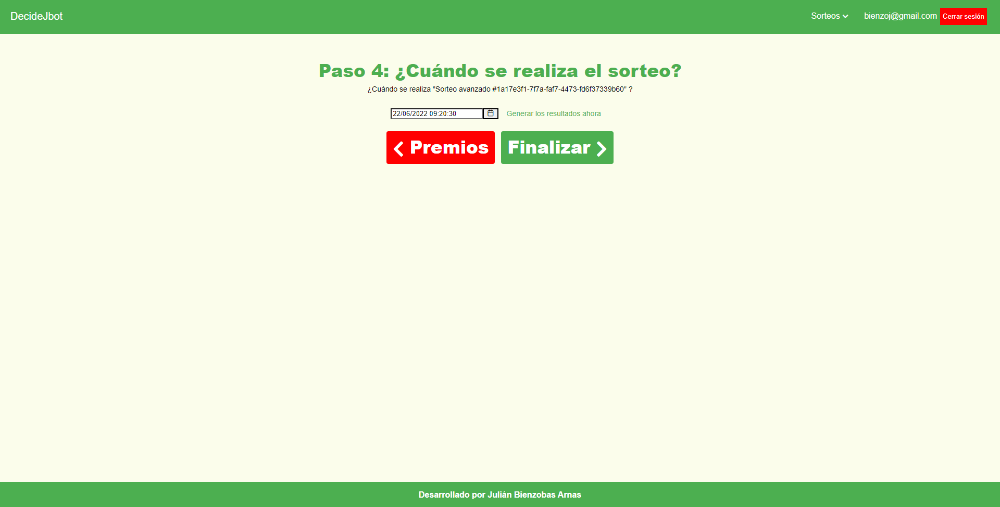 DecideJbot
Sorteos
bienzoj@gmail.com
Cerrar sesión
Paso 4: ¿Cuándo se realiza el sorteo?
¿Cuándo se realiza "Sorteo avanzado #1a17e3f1-7f7a-faf7-4473-fd6f37339b60" ?
22/06/2022 09:20:30
Generar los resultados ahora
Premios
Finalizar
Desarrollado por Julián Bienzobas Arnas